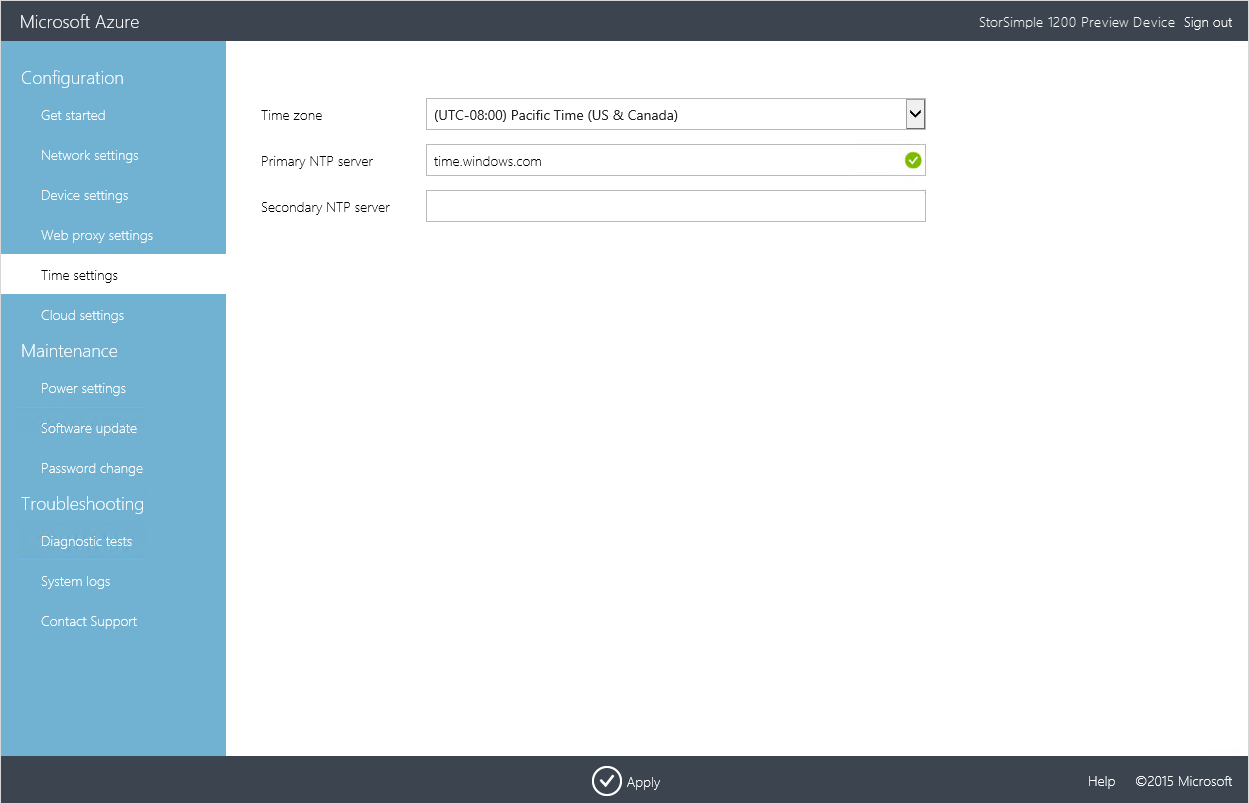 Microsoft Azure
StorSimple 1200 Preview Device Sign out
Configuration
Get started
Network settings
Device settings
Web proxy settings
Time settings
Cloud settings
Maintenance
Power settings
Software update
Password change
Troubleshooting
Diagnostic tests
System logs
Contact Support
Time zone
(UTC-08:00) Pacific Time (US & Canada)
Primary NTP server
time.windows.com
Secondary NTP server
Apply
Help ©2015 Microsoft